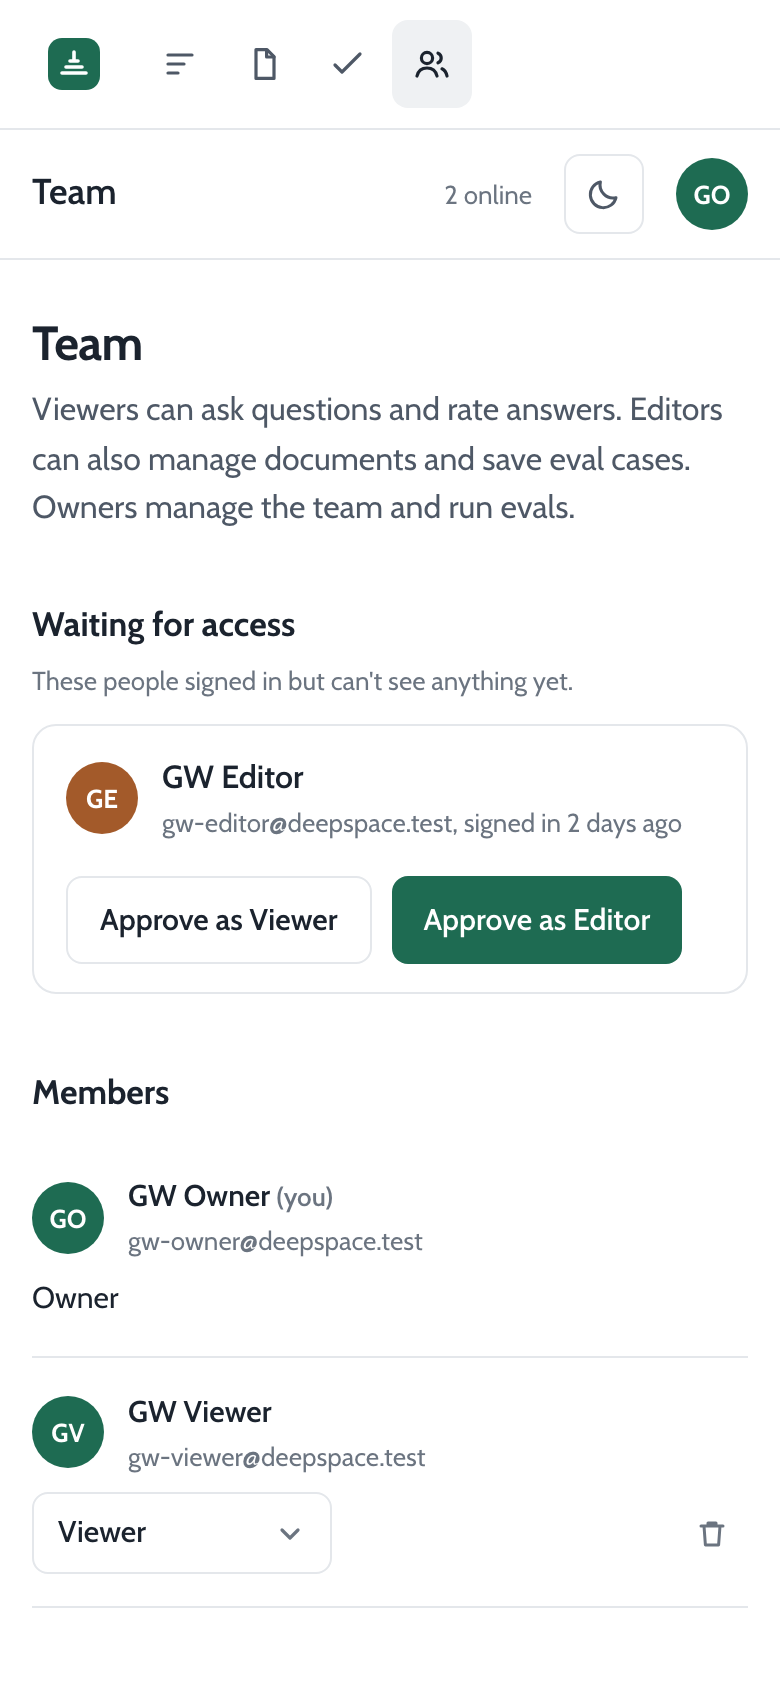 Team
2 online
GO
Team
Viewers can ask questions and rate answers. Editors
can also manage documents and save eval cases.
Owners manage the team and run evals.
Waiting for access
These people signed in but can't see anything yet.
GE
GW Editor
gw-editor@deepspace.test, signed in 2 days ago
Approve as Viewer
Approve as Editor
Members
GO
GW Owner (you)
gw-owner@deepspace.test
Owner
GV
GW Viewer
gw-viewer@deepspace.test
Viewer